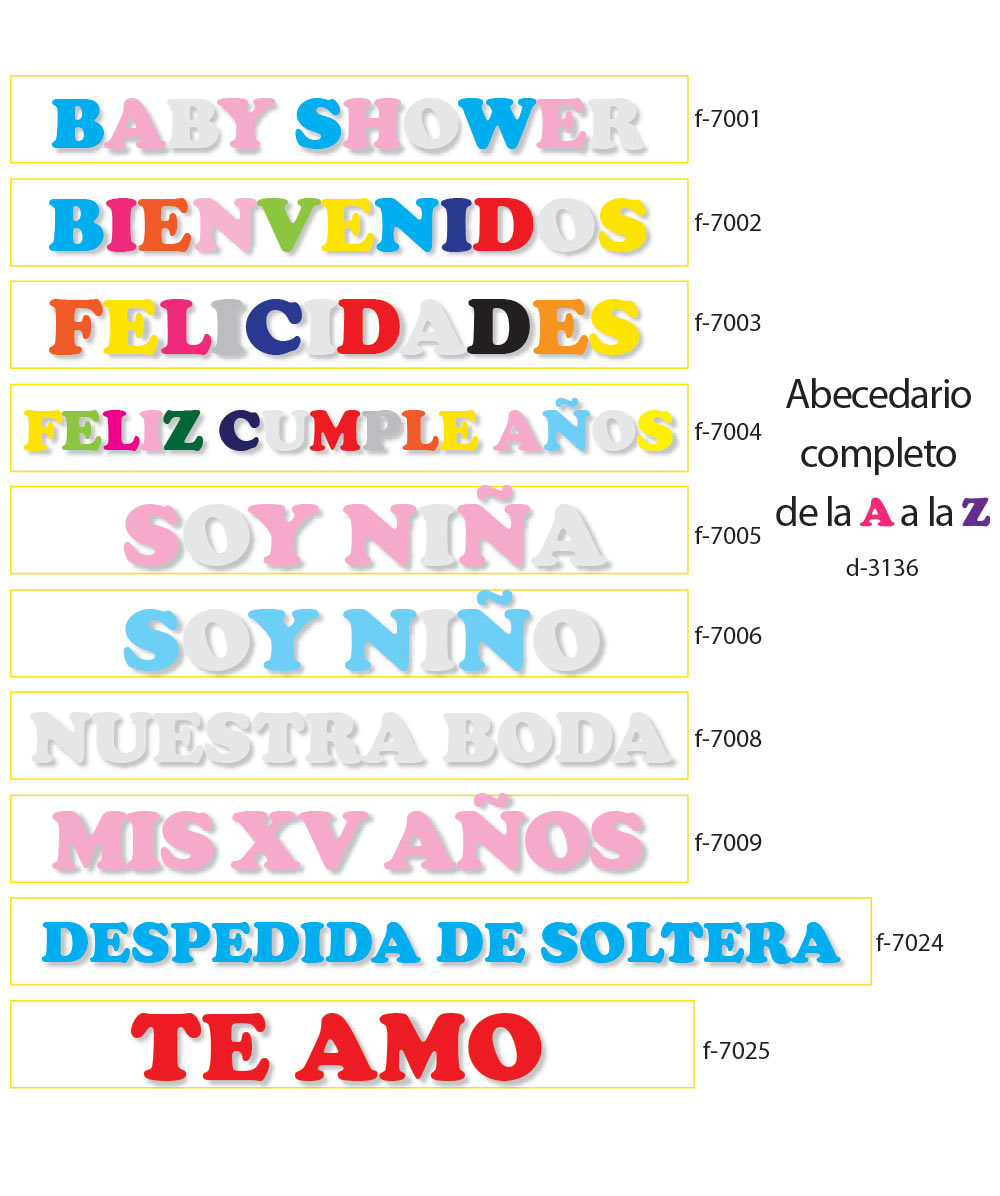 BABY SHOWER f-7001
BIENVENIDOS f-7002
FELICIDADES f-7003
FELIZ CUMPLE AÑOS f-7004
SOY NIÑA f-7005
SOY NIÑO f-7006
NUESTRA BODA f-7008
MIS XV AÑOS f-7009
DESPEDIDA DE SOLTERA f-7024
TE AMO f-7025
Abecedario
completo
de la A a la Z
d-3136